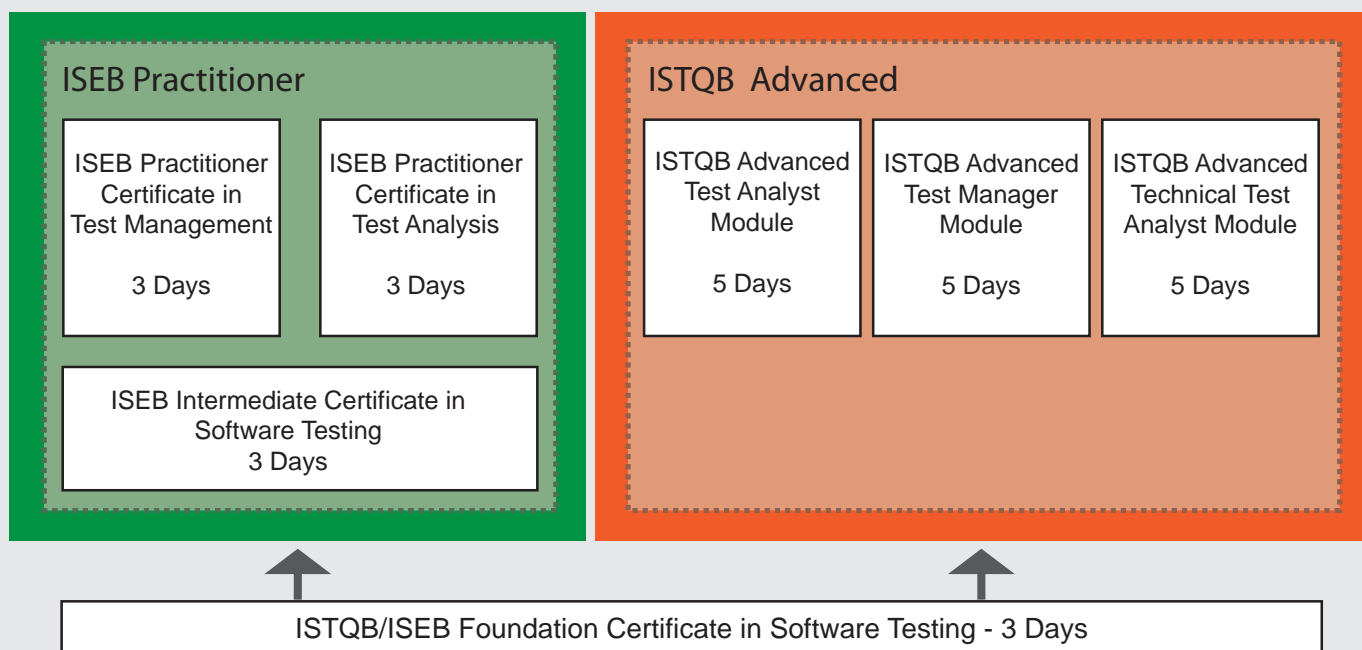 ISEB Practitioner
ISEB Practitioner
Certificate in
Test Management
3 Days
ISEB Practitioner
Certificate in
Test Analysis
3 Days
ISEB Intermediate Certificate in
Software Testing
3 Days
ISTQB Advanced
ISTQB Advanced
Test Analyst
Module
5 Days
ISTQB Advanced
Test Manager
Module
5 Days
ISTQB Advanced
Technical Test
Analyst Module
5 Days
ISTQB/ISEB Foundation Certificate in Software Testing - 3 Days